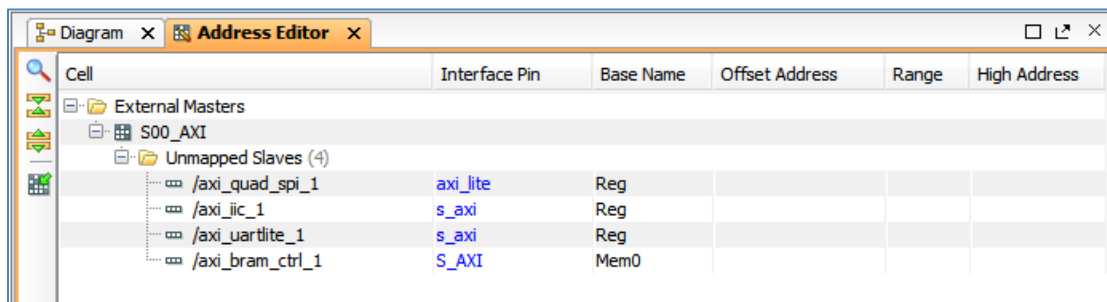 Diagram Address Editor
Cell Interface Pin Base Name Offset Address Range High Address
External Masters
S00_AXI
Unmapped Slaves (4)
/axi_quad_spi_1 axi_lite Reg
/axi_iic_1 s_axi Reg
/axi_uartlite_1 s_axi Reg
/axi_bram_ctrl_1 S_AXI Mem0